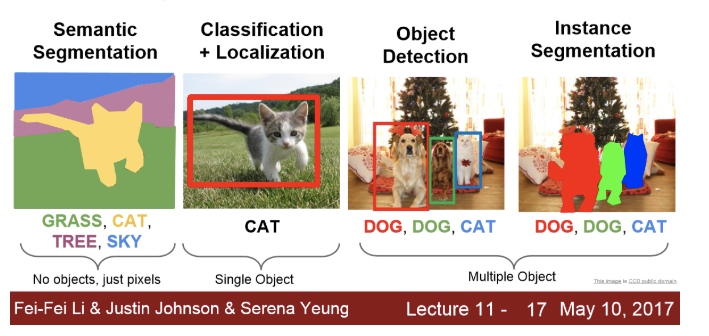 Semantic
Segmentation
Classification
+ Localization
Object
Detection
Instance
Segmentation
GRASS, CAT,
TREE, SKY
CAT
DOG, DOG, CAT
DOG, DOG, CAT
No objects, just pixels
Single Object
Multiple Object
This image is CC0 public domain
Fei-Fei Li & Justin Johnson & Serena Yeung
Lecture 11 - 17
May 10, 2017